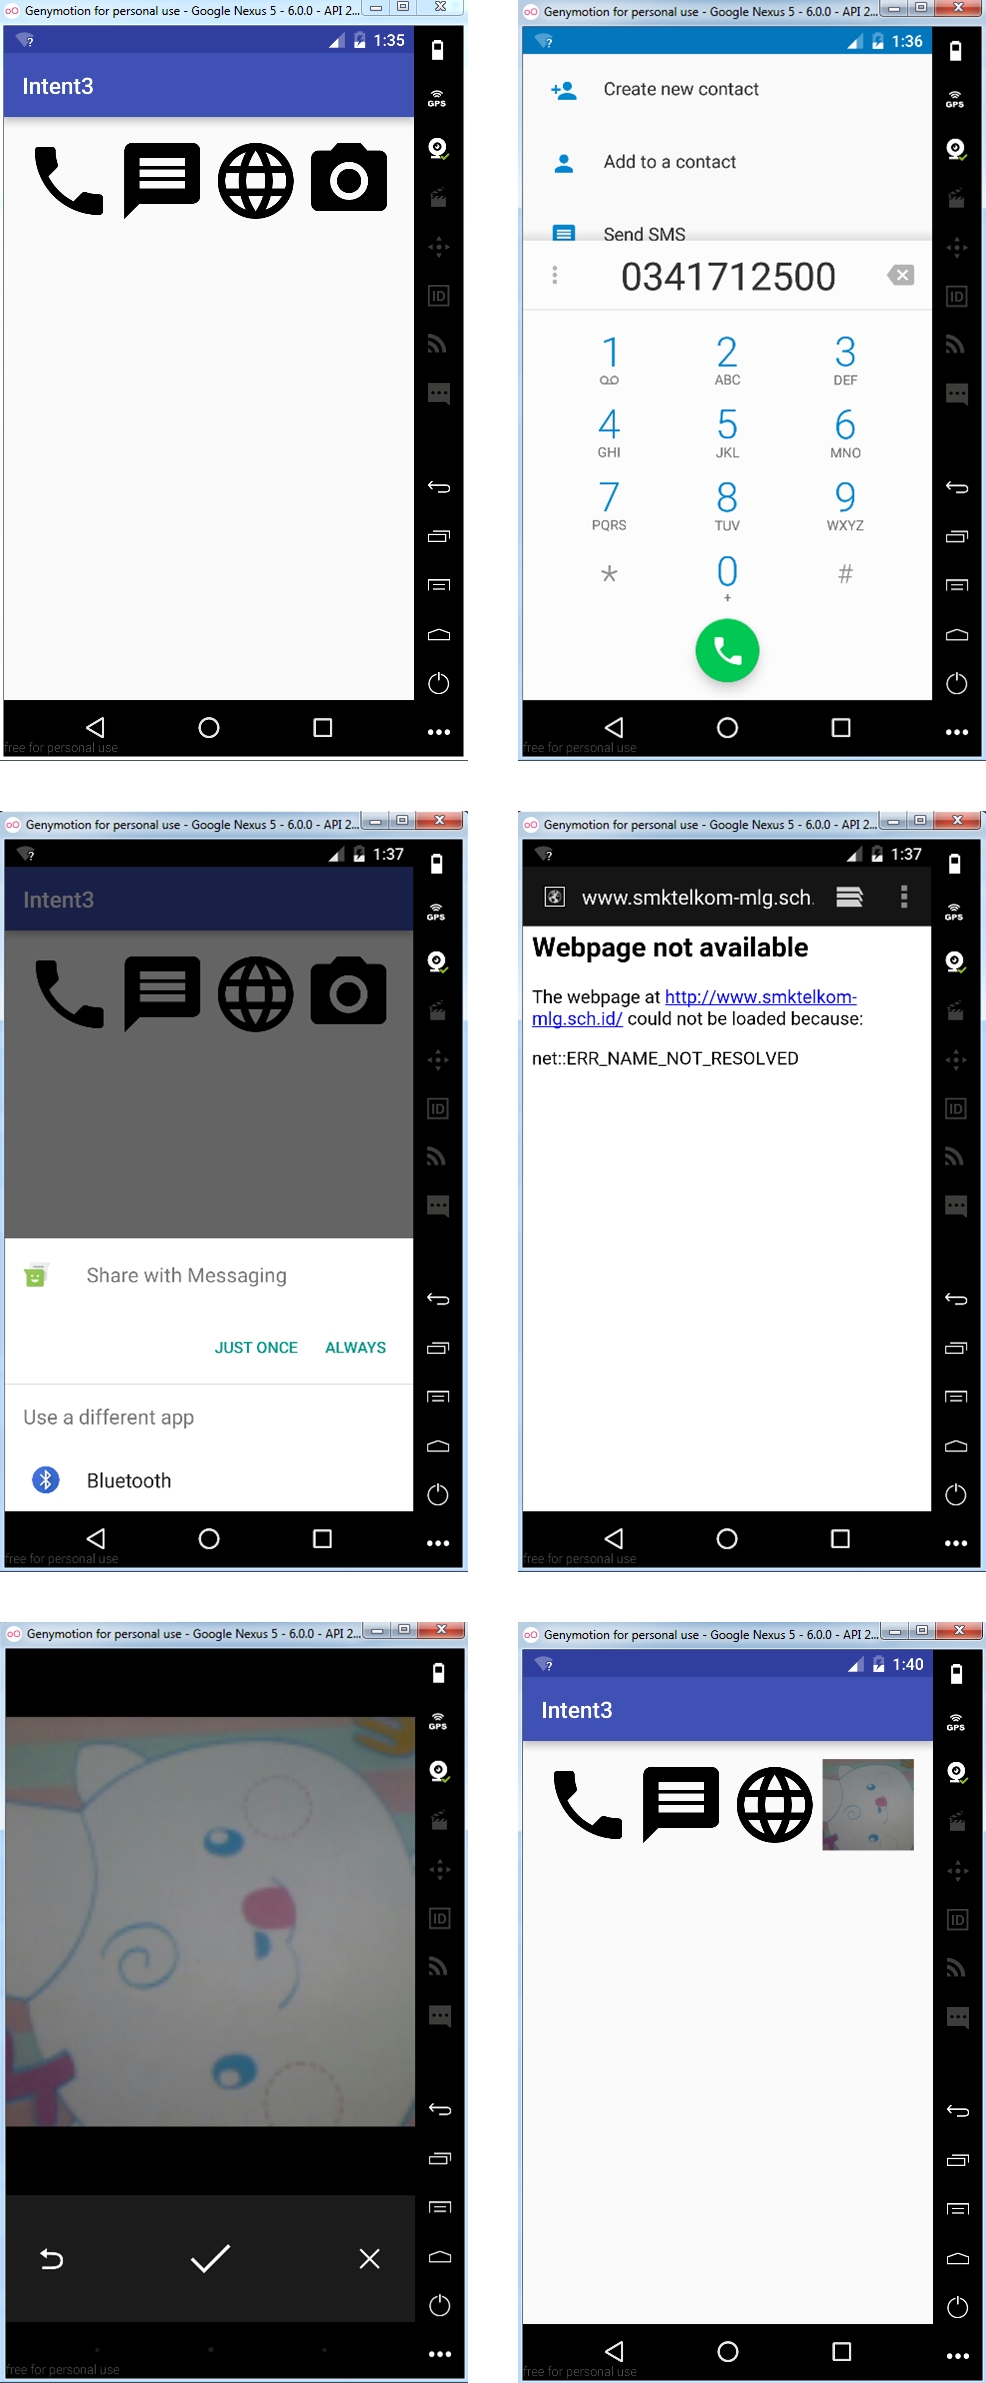 Genymotion for personal use - Google Nexus 5 - 6.0.0 - API 2...
1:35
Intent3
GPS
ID
free for personal use
Genymotion for personal use - Google Nexus 5 - 6.0.0 - API 2...
1:36
Create new contact
Add to a contact
Send SMS
0341712500
1 2 3
ABC DEF
4 5 6
GHI JKL MNO
7 8 9
PQRS TUV WXYZ
* 0 #
+
GPS
ID
free for personal use
Genymotion for personal use - Google Nexus 5 - 6.0.0 - API 2...
1:37
Intent3
Share with Messaging
JUST ONCE ALWAYS
Use a different app
Bluetooth
GPS
ID
free for personal use
Genymotion for personal use - Google Nexus 5 - 6.0.0 - API 2...
1:37
www.smktelkom-mlg.sch.
Webpage not available
The webpage at http://www.smktelkom-
mlg.sch.id/ could not be loaded because:
net::ERR_NAME_NOT_RESOLVED
GPS
ID
free for personal use
Genymotion for personal use - Google Nexus 5 - 6.0.0 - API 2...
GPS
ID
free for personal use
Genymotion for personal use - Google Nexus 5 - 6.0.0 - API 2...
1:40
Intent3
GPS
ID
free for personal use